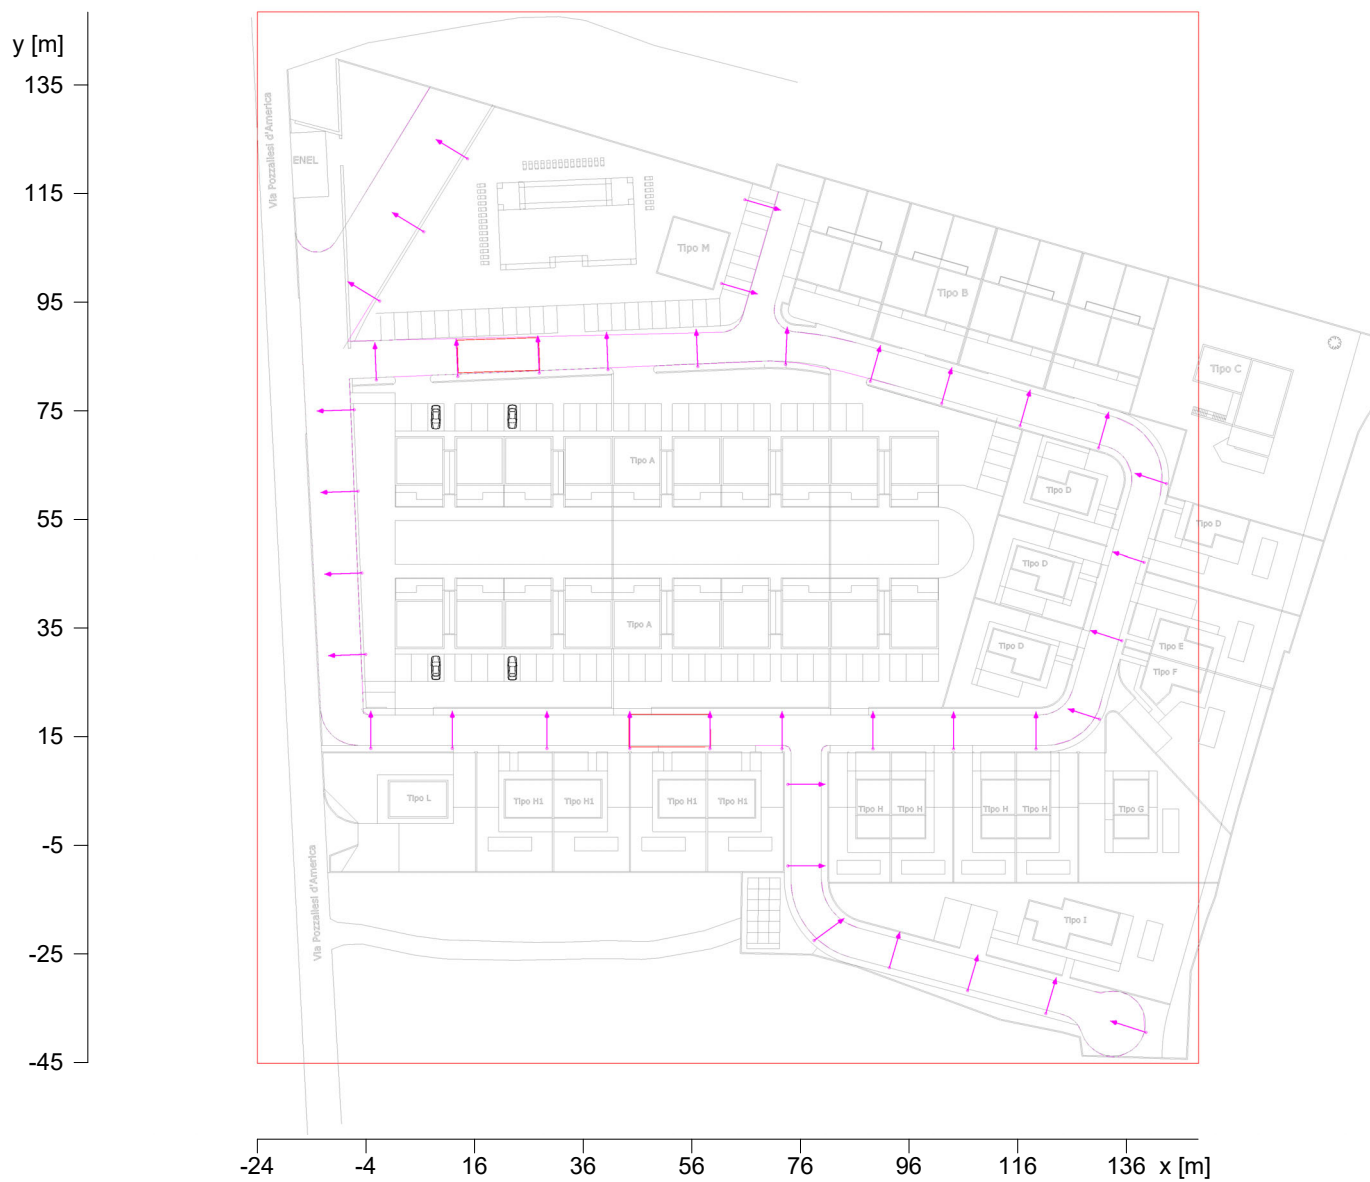 y [m]
135
115
95
75
55
35
15
-5
-25
-45
Via Pozzallesi d'America
ENEL
Tipo M
Tipo B
Tipo C
Tipo A
Tipo D
Tipo D
Tipo D
Tipo A
Tipo D
Tipo E
Tipo F
Tipo L
Tipo H1
Tipo H1
Tipo H1
Tipo H1
Tipo H
Tipo H
Tipo H
Tipo H
Tipo G
Via Pozzallesi d'America
Tipo I
-24
-4
16
36
56
76
96
116
136
x [m]